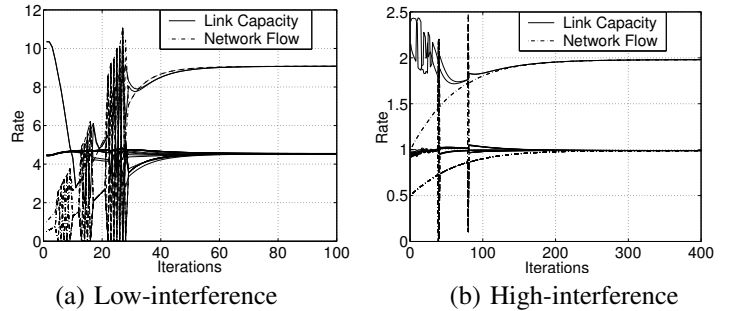 12
10
8
6
4
2
0
Rate
0 20 40 60 80 100
Iterations
Link Capacity
Network Flow
(a) Low-interference
2.5
2
1.5
1
0.5
0
Rate
0 100 200 300 400
Iterations
Link Capacity
Network Flow
(b) High-interference